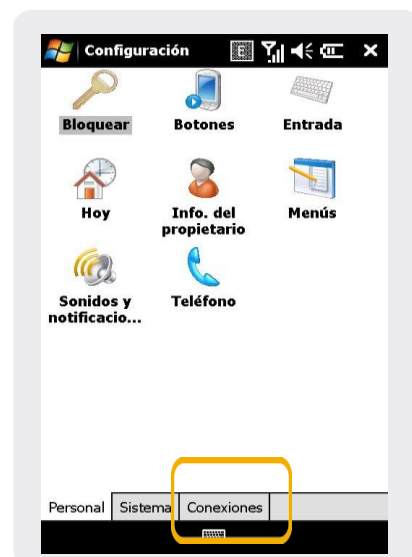 Configuración
E
Bloquear
Botones
Entrada
Hoy
Info. del
propietario
Menús
Sonidos y
notificacio...
Teléfono
Personal
Sistema
Conexiones